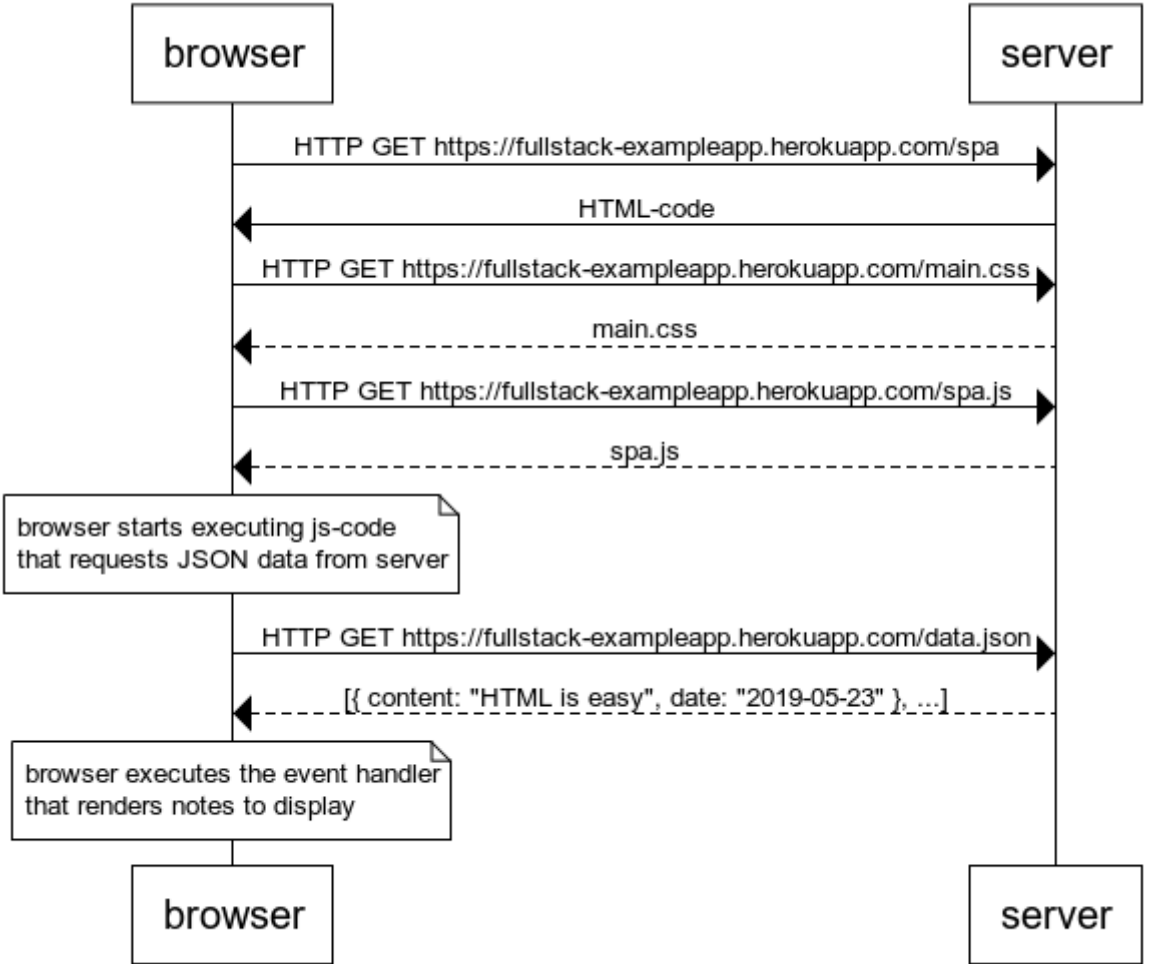 browser
server
HTTP GET https://fullstack-exampleapp.herokuapp.com/spa
HTML-code
HTTP GET https://fullstack-exampleapp.herokuapp.com/main.css
main.css
HTTP GET https://fullstack-exampleapp.herokuapp.com/spa.js
spa.js
browser starts executing js-code
that requests JSON data from server
HTTP GET https://fullstack-exampleapp.herokuapp.com/data.json
[{ content: "HTML is easy", date: "2019-05-23" }, ...]
browser executes the event handler
that renders notes to display
browser
server